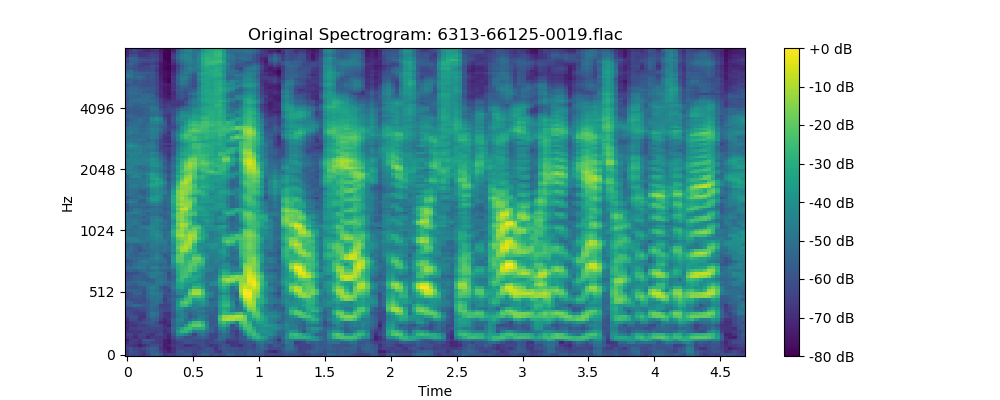 Original Spectrogram: 6313-66125-0019.flac
Hz
4096
2048
1024
512
0
0 0.5 1 1.5 2 2.5 3 3.5 4 4.5
Time
+0 dB
-10 dB
-20 dB
-30 dB
-40 dB
-50 dB
-60 dB
-70 dB
-80 dB